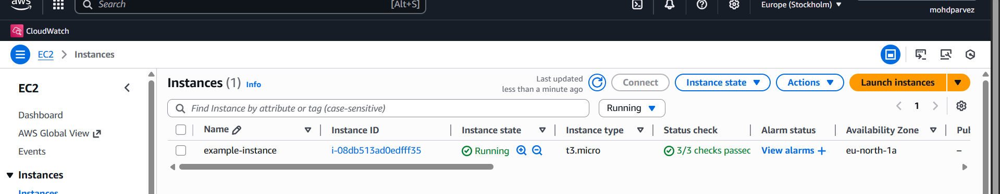 aws
Search
[Alt+S]
Europe (Stockholm)
mohdparvez
CloudWatch
EC2 > Instances
EC2
Dashboard
AWS Global View
Events
Instances
Instances
Instances (1) Info
Last updated
less than a minute ago
Connect
Instance state
Actions
Launch instances
Find Instance by attribute or tag (case-sensitive)
Running
1
Name Instance ID Instance state Instance type Status check Alarm status Availability Zone
example-instance i-08db513ad0edfff35 Running t3.micro 3/3 checks passed View alarms + eu-north-1a –